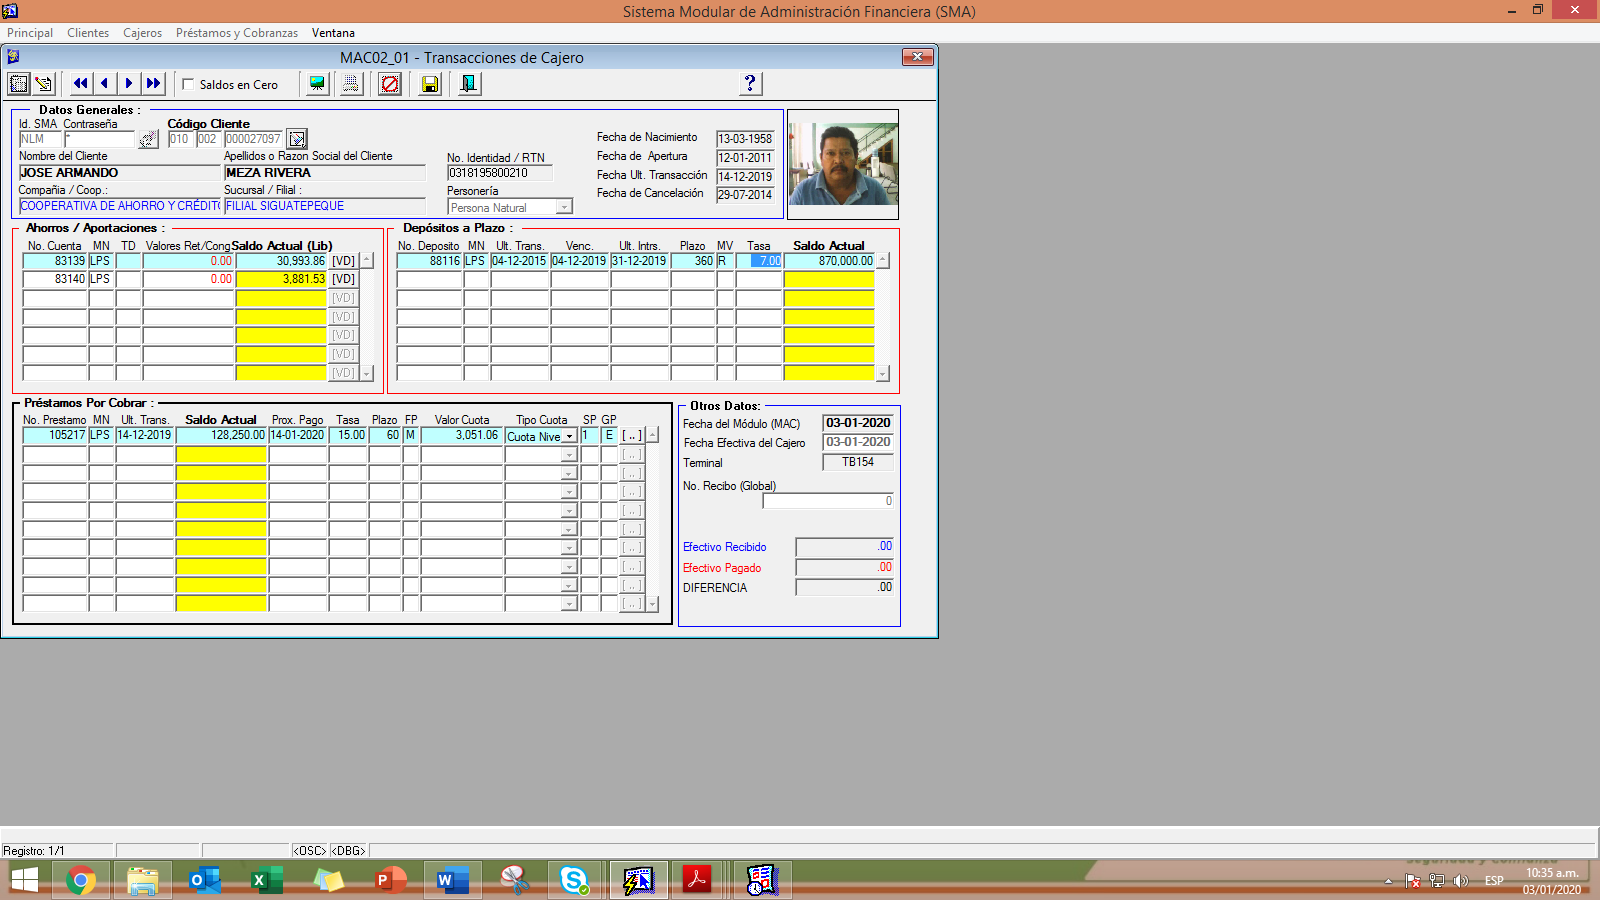 Sistema Modular de Administración Financiera (SMA)
Principal Clientes Cajeros Préstamos y Cobranzas Ventana
MAC02_01 - Transacciones de Cajero
Saldos en Cero
?
Datos Generales :
Id. SMA Contraseña Código Cliente
NLM * 010 002 000027097
Nombre del Cliente Apellidos o Razon Social del Cliente No. Identidad / RTN
JOSE ARMANDO MEZA RIVERA 0318195800210
Compañia / Coop.: Sucursal / Filial : Personería
COOPERATIVA DE AHORRO Y CRÉDIT FILIAL SIGUATEPEQUE Persona Natural
Fecha de Nacimiento 13-03-1958
Fecha de Apertura 12-01-2011
Fecha Ult. Transacción 14-12-2019
Fecha de Cancelación 29-07-2014
Ahorros / Aportaciones :
No. Cuenta MN TD Valores Ret/Cong Saldo Actual (Lib)
83139 LPS 0.00 30,993.86 [VD]
83140 LPS 0.00 3,881.53 [VD]
[VD]
[VD]
[VD]
[VD]
[VD]
Depósitos a Plazo :
No. Deposito MN Ult. Trans. Venc. Ult. Intrs. Plazo MV Tasa Saldo Actual
88116 LPS 04-12-2015 04-12-2019 31-12-2019 360 R 7.00 870,000.00
Préstamos Por Cobrar :
No. Prestamo MN Ult. Trans. Saldo Actual Prox. Pago Tasa Plazo FP Valor Cuota Tipo Cuota SP GP
105217 LPS 14-12-2019 128,250.00 14-01-2020 15.00 60 M 3,051.06 Cuota Nive 1 E [ .. ]
[ .. ]
[ .. ]
[ .. ]
[ .. ]
[ .. ]
[ .. ]
[ .. ]
[ .. ]
[ .. ]
Otros Datos:
Fecha del Módulo (MAC) 03-01-2020
Fecha Efectiva del Cajero 03-01-2020
Terminal TB154
No. Recibo (Global)
0
Efectivo Recibido .00
Efectivo Pagado .00
DIFERENCIA .00
Registro: 1/1 <OSC> <DBG>
ESP
10:35 a.m.
03/01/2020